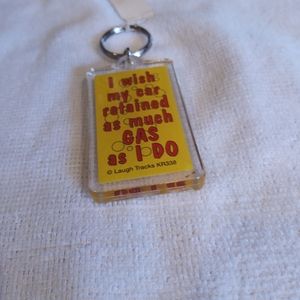 I wish
my car
retained
as much
GAS
as I DO
© Laugh Tracks KR338